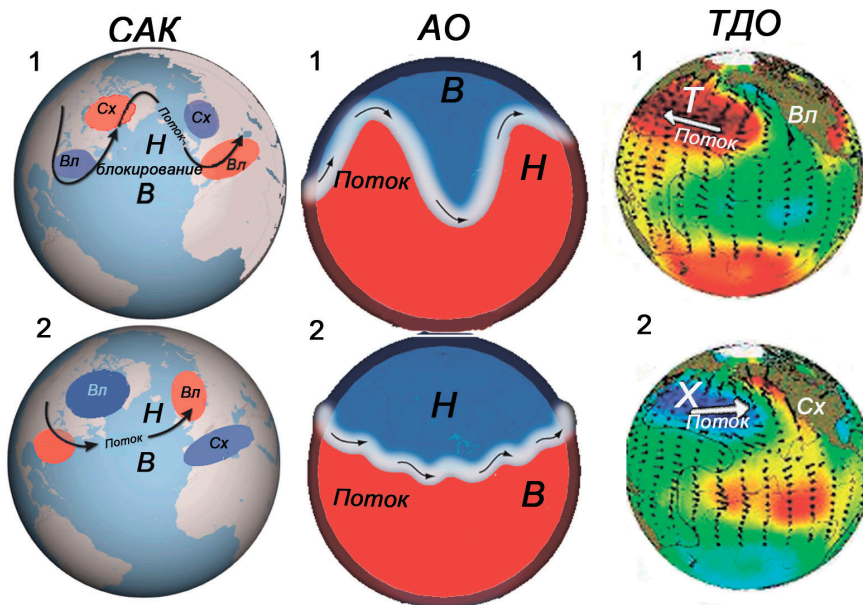 САК
АО
ТДО
1
Сх
Поток
Сх
Вл
Н
блокирование
В
Вл
1
В
Поток
Н
1
Т
Поток
Вл
2
Вл
Н
Вл
Поток
В
Сх
2
Н
Поток
В
2
Х
Поток
Сх